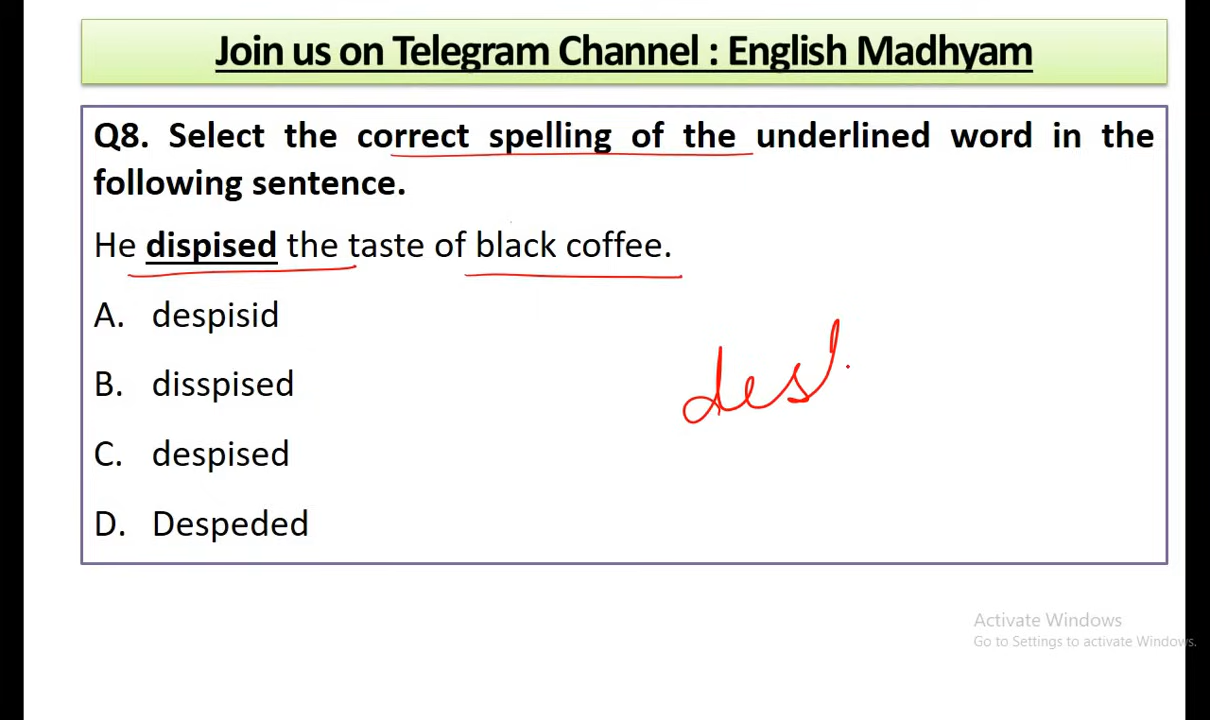 Join us on Telegram Channel : English Madhyam
Q8. Select the correct spelling of the underlined word in the
following sentence.
He dispised the taste of black coffee.
A. despisid
des
B. disspised
C. despised
D. Despeded
Activate Windows
Go to Settings to activate Windows.